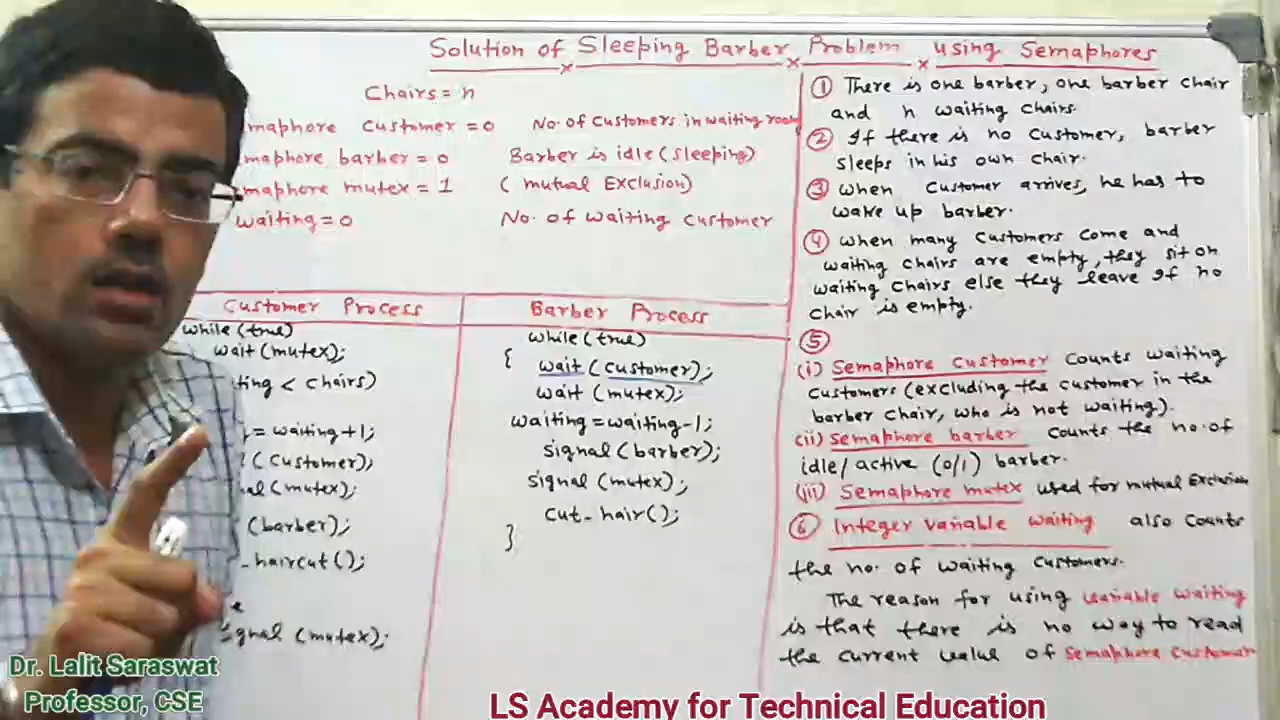 Solution of Sleeping Barber Problem using Semaphores
Chairs = n
maphore customer = 0 No. of customers in waiting room
maphore barber = 0 Barber is idle (sleeping)
maphore mutex = 1 ( mutual Exclusion)
waiting = 0 No. of waiting customer
Customer Process
while (true)
wait (mutex);
ting < chairs)
= waiting +1;
( customer);
al (mutex);
(barber);
_haircut ();
e
signal (mutex);
Barber Process
while (true)
{ wait (customer);
wait (mutex);
waiting = waiting-1;
signal (barber);
signal (mutex);
cut_hair();
}
① There is one barber, one barber chair
and n waiting chairs.
② If there is no customer, barber
sleeps in his own chair.
③ when customer arrives, he has to
wake up barber.
④ when many customers come and
waiting chairs are empty, they sit on
waiting chairs else they leave if no
chair is empty.
⑤
(i) Semaphore customer counts waiting
customers (excluding the customer in the
barber chair, who is not waiting).
(ii) Semaphore barber counts the no. of
idle/active (0/1) barber.
(iii) Semaphore mutex used for mutual Exclusion
⑥ Integer variable waiting also counts
the no. of waiting customers.
The reason for using variable waiting
is that there is no way to read
the current value of semaphore customer
Dr. Lalit Saraswat
Professor, CSE
LS Academy for Technical Education